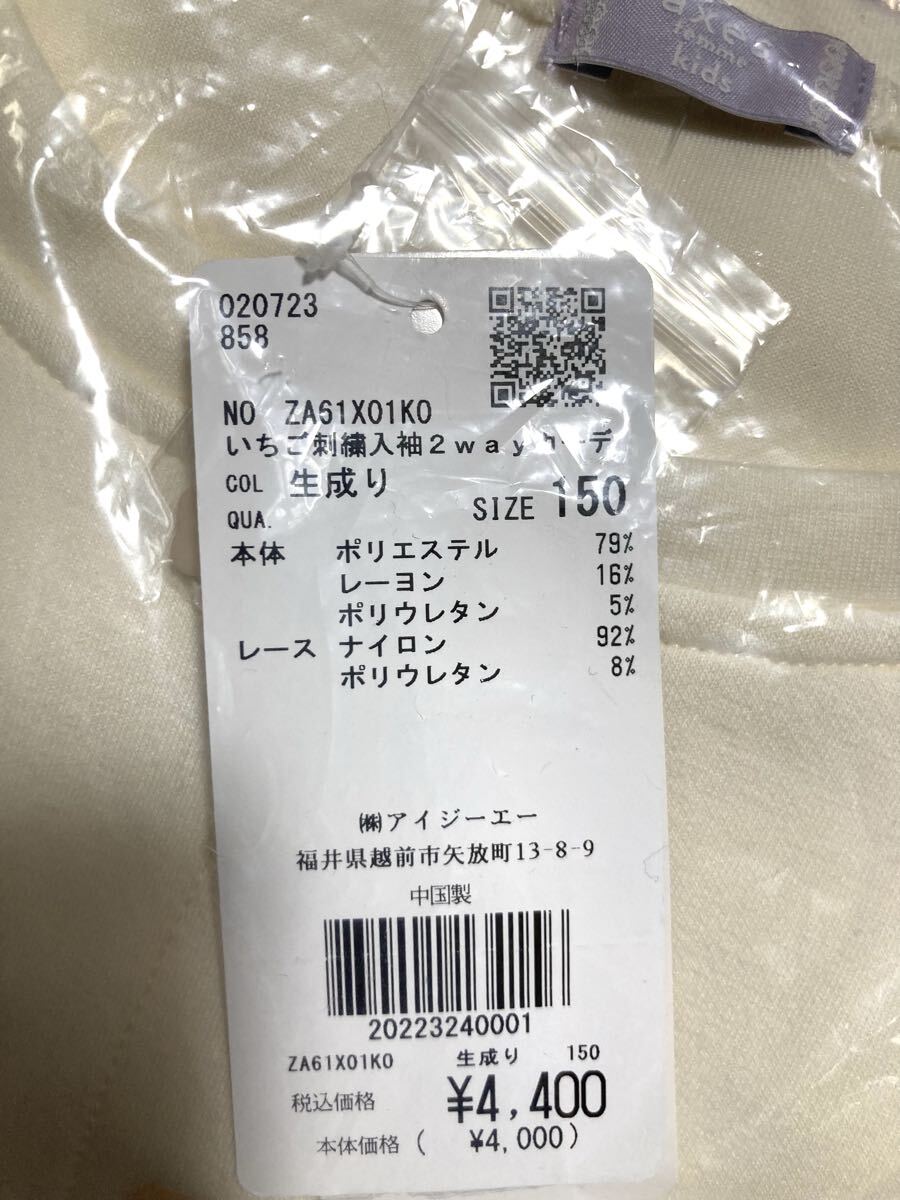 axes
femme
kids
020723
858
NO ZA61X01K0
いちご刺繍入袖2wayカーデ
COL 生成り
QUA. SIZE 150
本体 ポリエステル 79%
レーヨン 16%
ポリウレタン 5%
レース ナイロン 92%
ポリウレタン 8%
㈱アイジーエー
福井県越前市矢放町13-8-9
中国製
20223240001
ZA61X01K0 生成り 150
税込価格 ¥4,400
本体価格( ¥4,000)